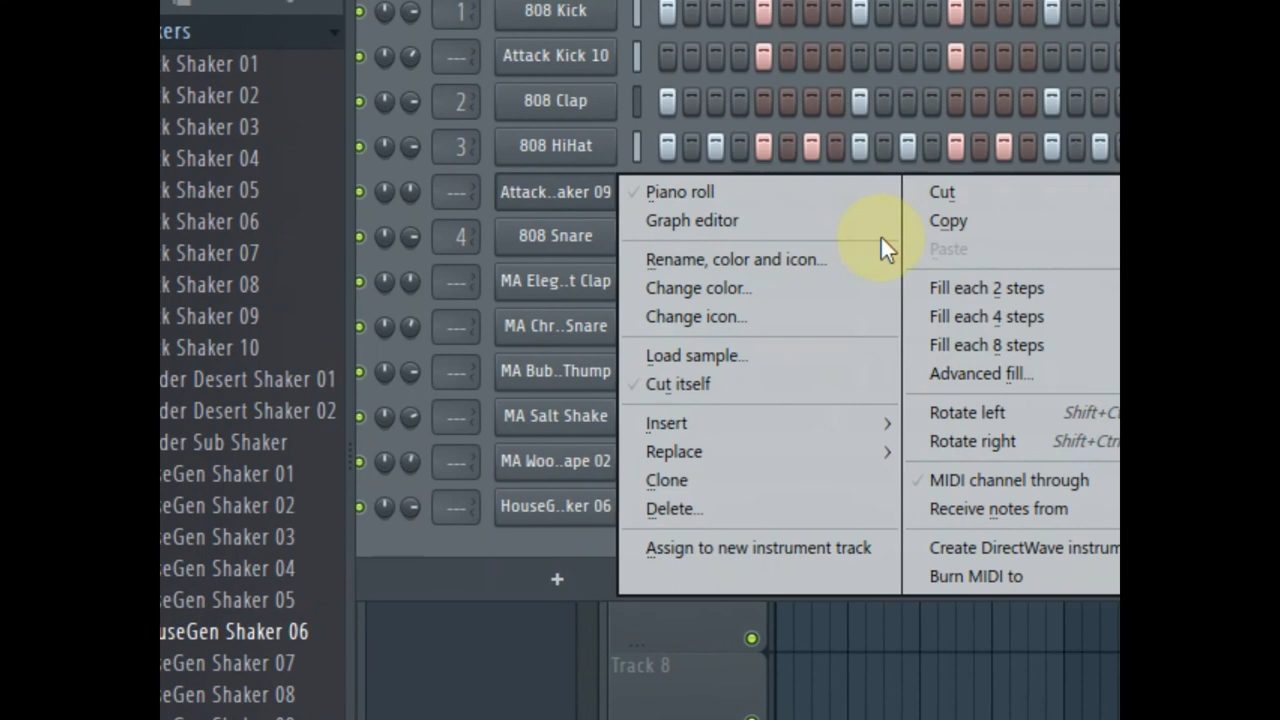 kers
k Shaker 01
k Shaker 02
k Shaker 03
k Shaker 04
k Shaker 05
k Shaker 06
k Shaker 07
k Shaker 08
k Shaker 09
k Shaker 10
der Desert Shaker 01
der Desert Shaker 02
der Sub Shaker
eGen Shaker 01
eGen Shaker 02
eGen Shaker 03
eGen Shaker 04
eGen Shaker 05
useGen Shaker 06
eGen Shaker 07
eGen Shaker 08
1 808 Kick
--- Attack Kick 10
2 808 Clap
3 808 HiHat
--- Attack..aker 09
4 808 Snare
--- MA Eleg..t Clap
--- MA Chr..Snare
--- MA Bub..Thump
--- MA Salt Shake
--- MA Woo..ape 02
--- HouseG..ker 06
+
Piano roll
Graph editor
Rename, color and icon...
Change color...
Change icon...
Load sample...
Cut itself
Insert
Replace
Clone
Delete...
Assign to new instrument track
Cut
Copy
Paste
Fill each 2 steps
Fill each 4 steps
Fill each 8 steps
Advanced fill...
Rotate left Shift+Ct
Rotate right Shift+Ctr
MIDI channel through
Receive notes from
Create DirectWave instrum
Burn MIDI to
Track 8